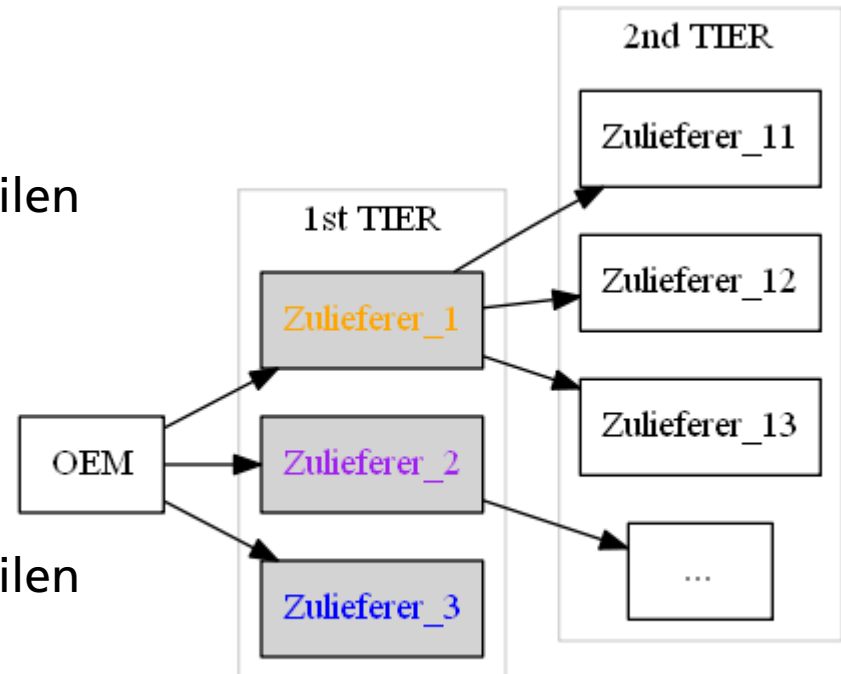 ilen
ilen
OEM
1st TIER
Zulieferer_1
Zulieferer_2
Zulieferer_3
2nd TIER
Zulieferer_11
Zulieferer_12
Zulieferer_13
...